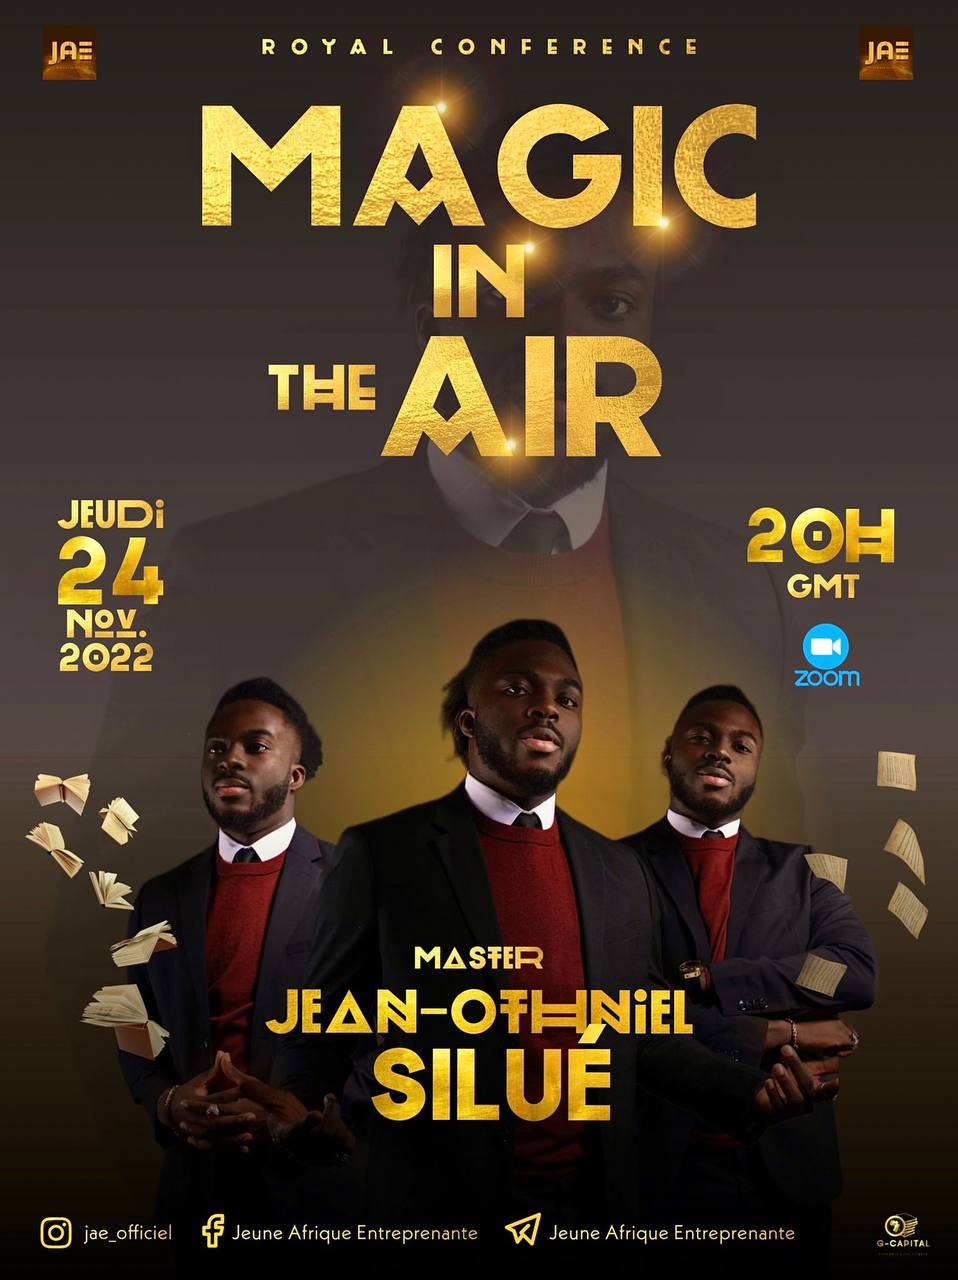 JAE
ROYAL CONFERENCE
JAE
MAGIC
IN
THE AIR
JEUDi
24
Nov.
2022
20H
GMT
zoom
MASTER
JEAN-OTHNiEL
SILUÉ
jae_officiel
Jeune Afrique Entreprenante
Jeune Afrique Entreprenante
G-CAPITAL